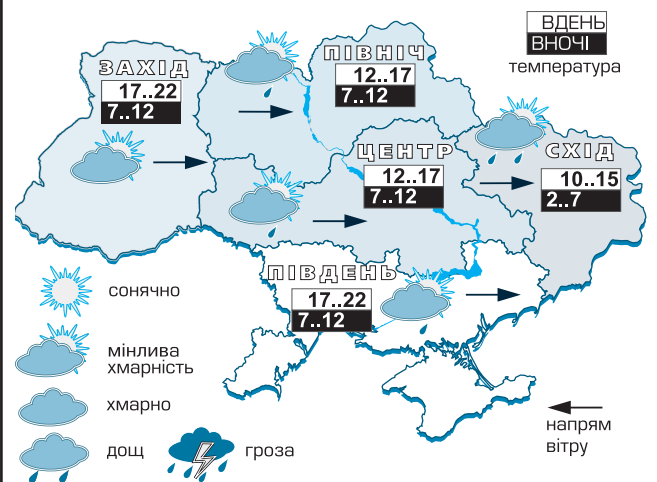 ВДЕНЬ
ВНОЧІ
температура
ЗАХІД
17..22
7..12
ПІВНІЧ
12..17
7..12
ЦЕНТР
12..17
7..12
СХІД
10..15
2..7
ПІВДЕНЬ
17..22
7..12
сонячно
мінлива
хмарність
хмарно
дощ
гроза
напрям
вітру